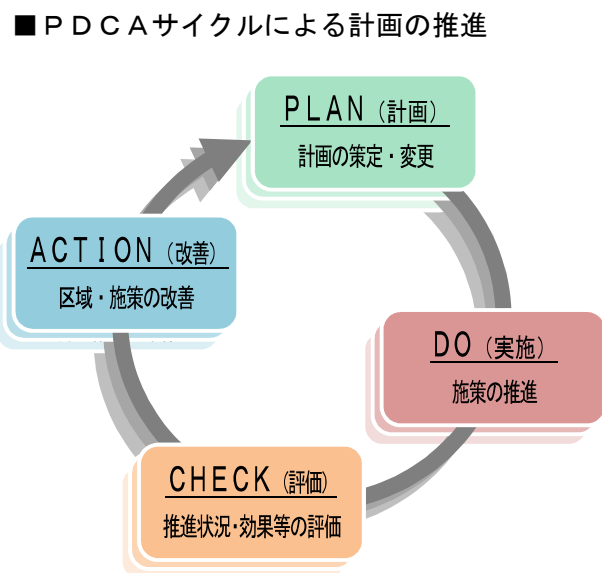 ■ＰＤＣＡサイクルによる計画の推進
ＰＬＡＮ（計画）
計画の策定・変更
ＤＯ（実施）
施策の推進
ＣＨＥＣＫ（評価）
推進状況・効果等の評価
ＡＣＴＩＯＮ（改善）
区域・施策の改善